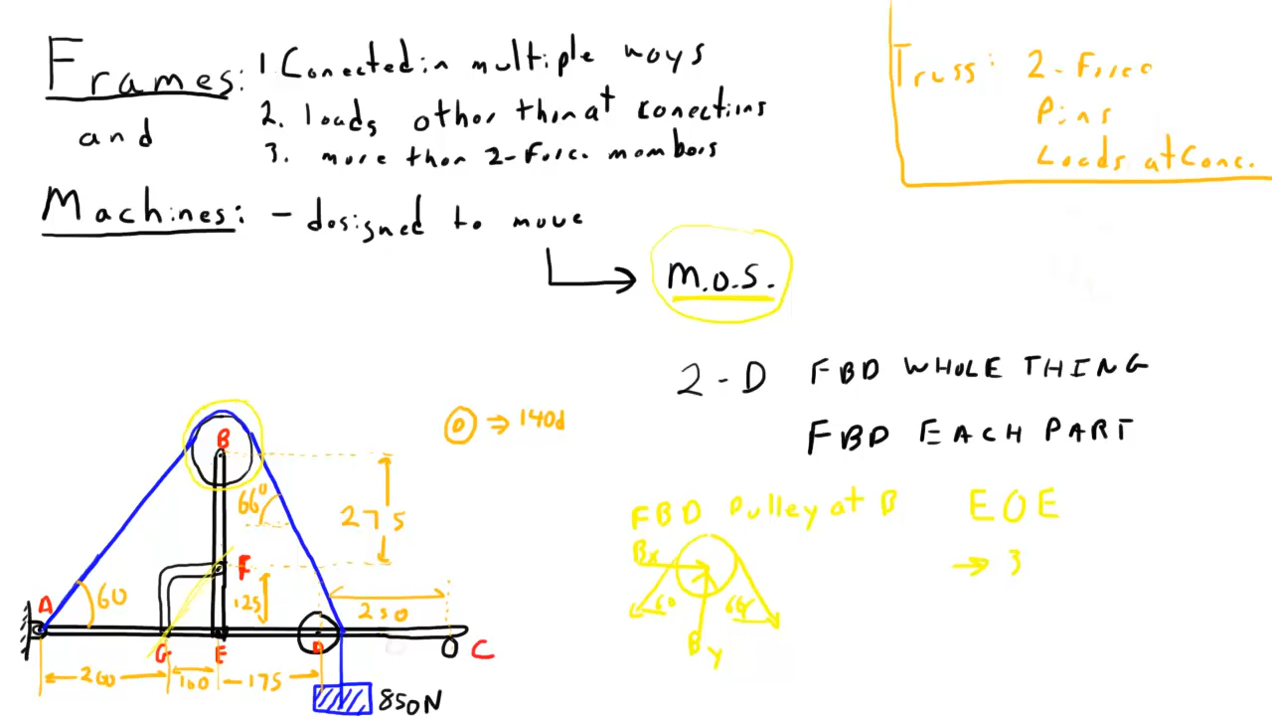 Frames: 1. Conected in multiple ways
and
2. loads other than at conections
3. more than 2-Force members
Machines: - designed to move
M.O.S.
Truss: 2-Force
Pins
Loads at Conc.
2-D FBD WHOLE THING
FBD EACH PART
FBD Pulley at B EOE
→ 3
Bx
60
66
By
D ⇒ 140d
B
66°
275
F
125
250
A
60
G
E
D
C
200
100
175
850N